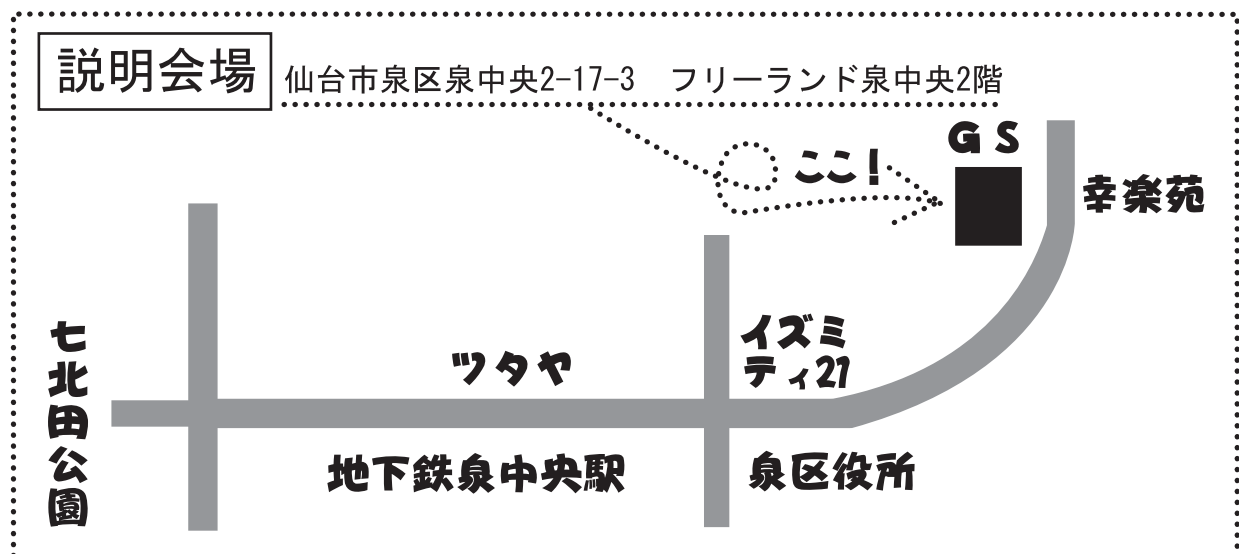 説明会場
仙台市泉区泉中央2-17-3　フリーランド泉中央2階
GS
ここ!
幸楽苑
七北田公園
ツタヤ
イズミ
ティ21
地下鉄泉中央駅
泉区役所